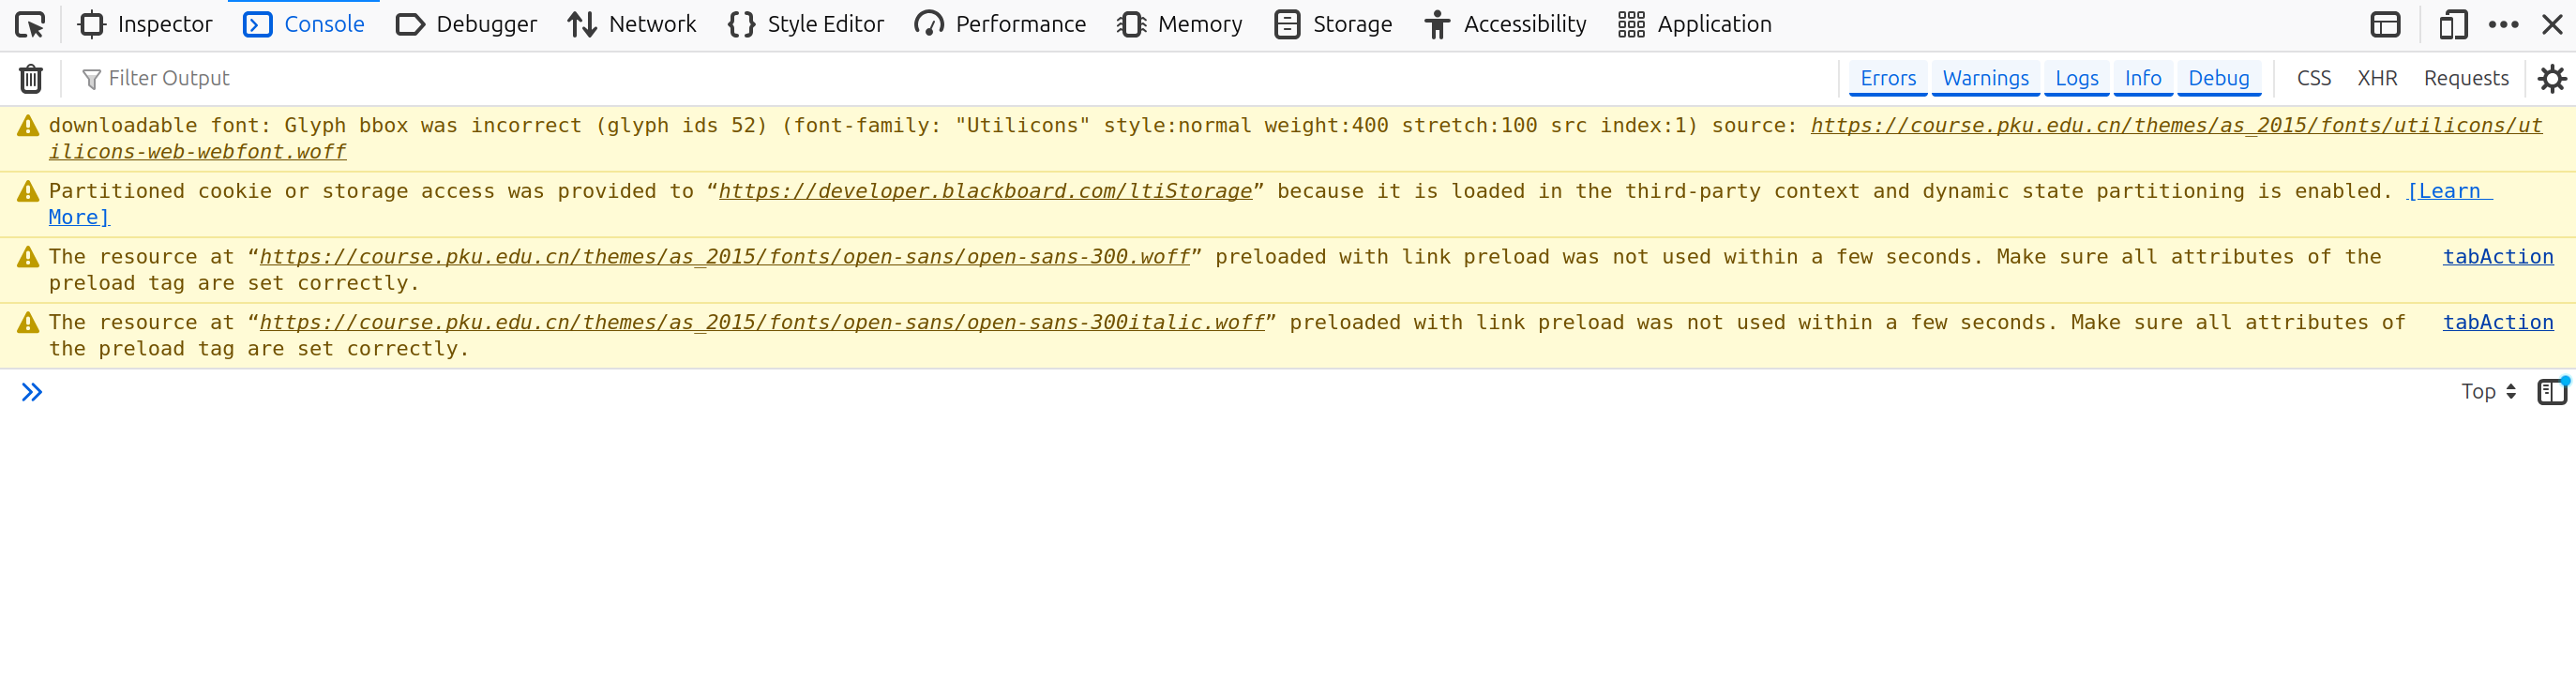 Inspector Console Debugger Network Style Editor Performance Memory Storage Accessibility Application
Filter Output Errors Warnings Logs Info Debug CSS XHR Requests
downloadable font: Glyph bbox was incorrect (glyph ids 52) (font-family: "Utilicons" style:normal weight:400 stretch:100 src index:1) source: https://course.pku.edu.cn/themes/as_2015/fonts/utilicons/ut
ilicons-web-webfont.woff
Partitioned cookie or storage access was provided to “https://developer.blackboard.com/ltiStorage” because it is loaded in the third-party context and dynamic state partitioning is enabled. [Learn
More]
The resource at “https://course.pku.edu.cn/themes/as_2015/fonts/open-sans/open-sans-300.woff” preloaded with link preload was not used within a few seconds. Make sure all attributes of the tabAction
preload tag are set correctly.
The resource at “https://course.pku.edu.cn/themes/as_2015/fonts/open-sans/open-sans-300italic.woff” preloaded with link preload was not used within a few seconds. Make sure all attributes of tabAction
the preload tag are set correctly.
Top